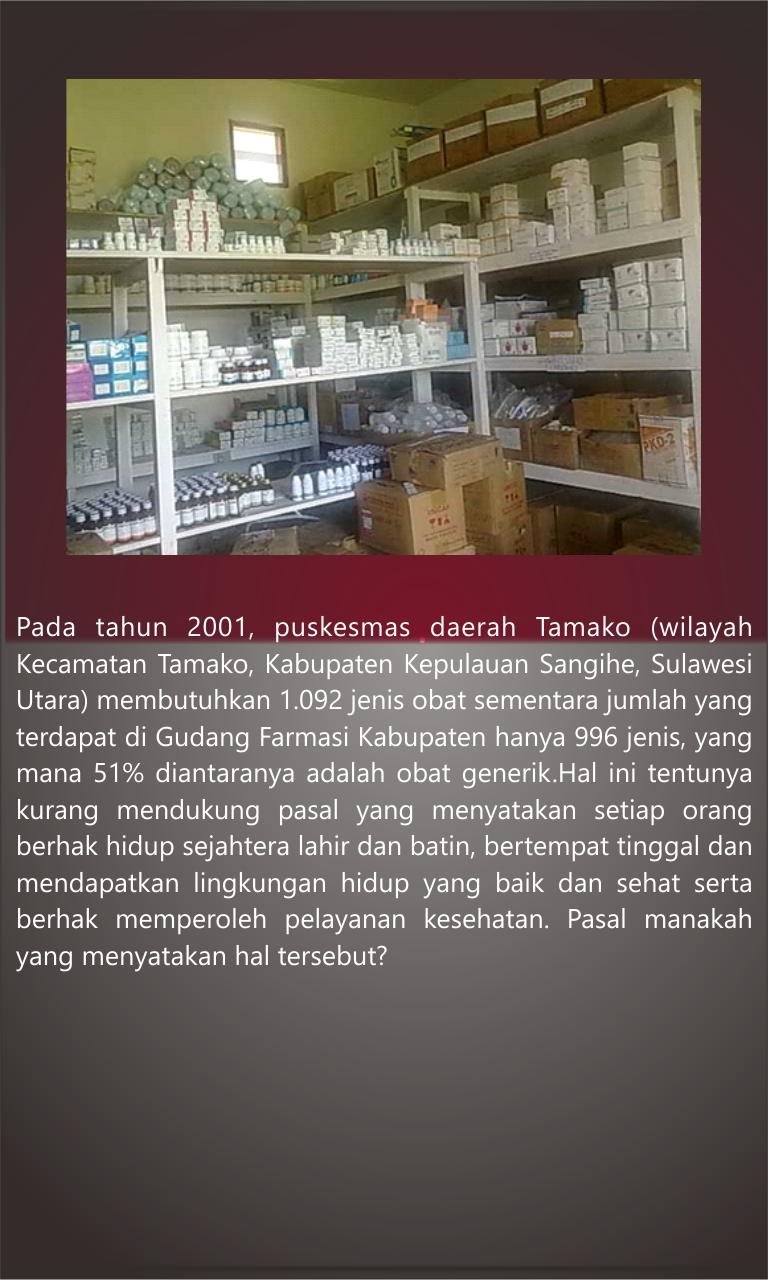 PKD-2
Pada tahun 2001, puskesmas daerah Tamako (wilayah
Kecamatan Tamako, Kabupaten Kepulauan Sangihe, Sulawesi
Utara) membutuhkan 1.092 jenis obat sementara jumlah yang
terdapat di Gudang Farmasi Kabupaten hanya 996 jenis, yang
mana 51% diantaranya adalah obat generik.Hal ini tentunya
kurang mendukung pasal yang menyatakan setiap orang
berhak hidup sejahtera lahir dan batin, bertempat tinggal dan
mendapatkan lingkungan hidup yang baik dan sehat serta
berhak memperoleh pelayanan kesehatan. Pasal manakah
yang menyatakan hal tersebut?